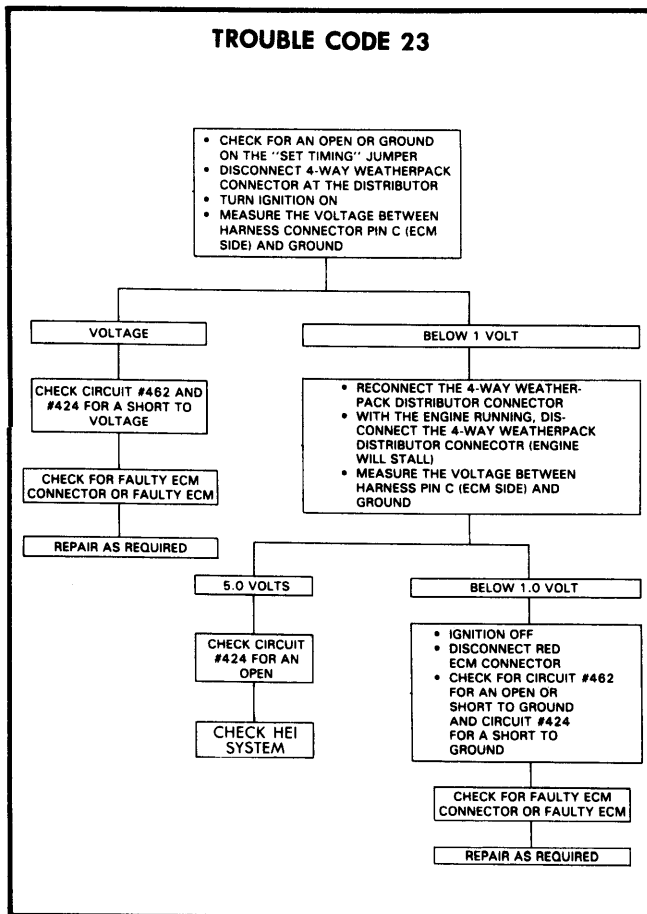 TROUBLE CODE 23
• CHECK FOR AN OPEN OR GROUND
ON THE "SET TIMING" JUMPER
• DISCONNECT 4-WAY WEATHERPACK
CONNECTOR AT THE DISTRIBUTOR
• TURN IGNITION ON
• MEASURE THE VOLTAGE BETWEEN
HARNESS CONNECTOR PIN C (ECM
SIDE) AND GROUND
VOLTAGE
CHECK CIRCUIT #462 AND
#424 FOR A SHORT TO
VOLTAGE
CHECK FOR FAULTY ECM
CONNECTOR OR FAULTY ECM
REPAIR AS REQUIRED
BELOW 1 VOLT
• RECONNECT THE 4-WAY WEATHER-
PACK DISTRIBUTOR CONNECTOR
• WITH THE ENGINE RUNNING, DIS-
CONNECT THE 4-WAY WEATHERPACK
DISTRIBUTOR CONNECOTR (ENGINE
WILL STALL)
• MEASURE THE VOLTAGE BETWEEN
HARNESS PIN C (ECM SIDE) AND
GROUND
5.0 VOLTS
CHECK CIRCUIT
#424 FOR AN
OPEN
CHECK HEI
SYSTEM
BELOW 1.0 VOLT
• IGNITION OFF
• DISCONNECT RED
ECM CONNECTOR
• CHECK FOR CIRCUIT #462
FOR AN OPEN OR
SHORT TO GROUND
AND CIRCUIT #424
FOR A SHORT TO
GROUND
CHECK FOR FAULTY ECM
CONNECTOR OR FAULTY ECM
REPAIR AS REQUIRED